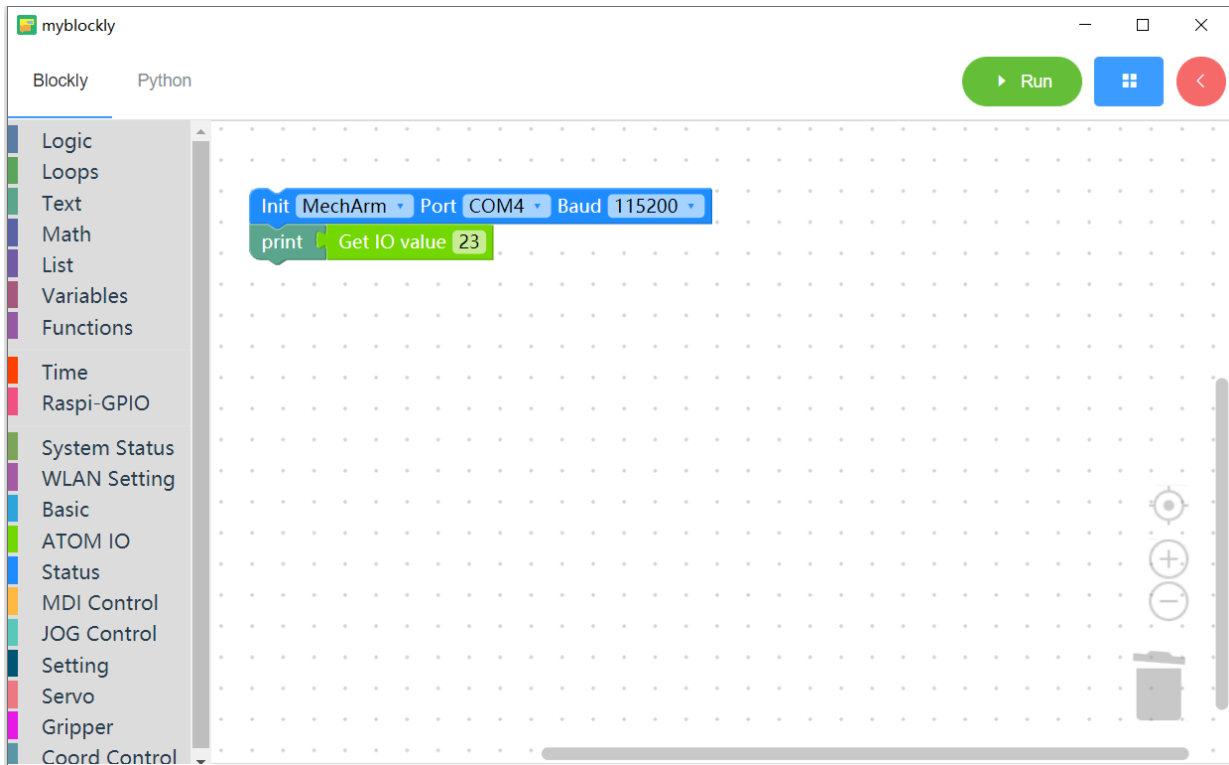 myblockly
Blockly Python Run
Logic
Loops
Text
Math
List
Variables
Functions
Time
Raspi-GPIO
System Status
WLAN Setting
Basic
ATOM IO
Status
MDI Control
JOG Control
Setting
Servo
Gripper
Coord Control
Init MechArm Port COM4 Baud 115200
print Get IO value 23